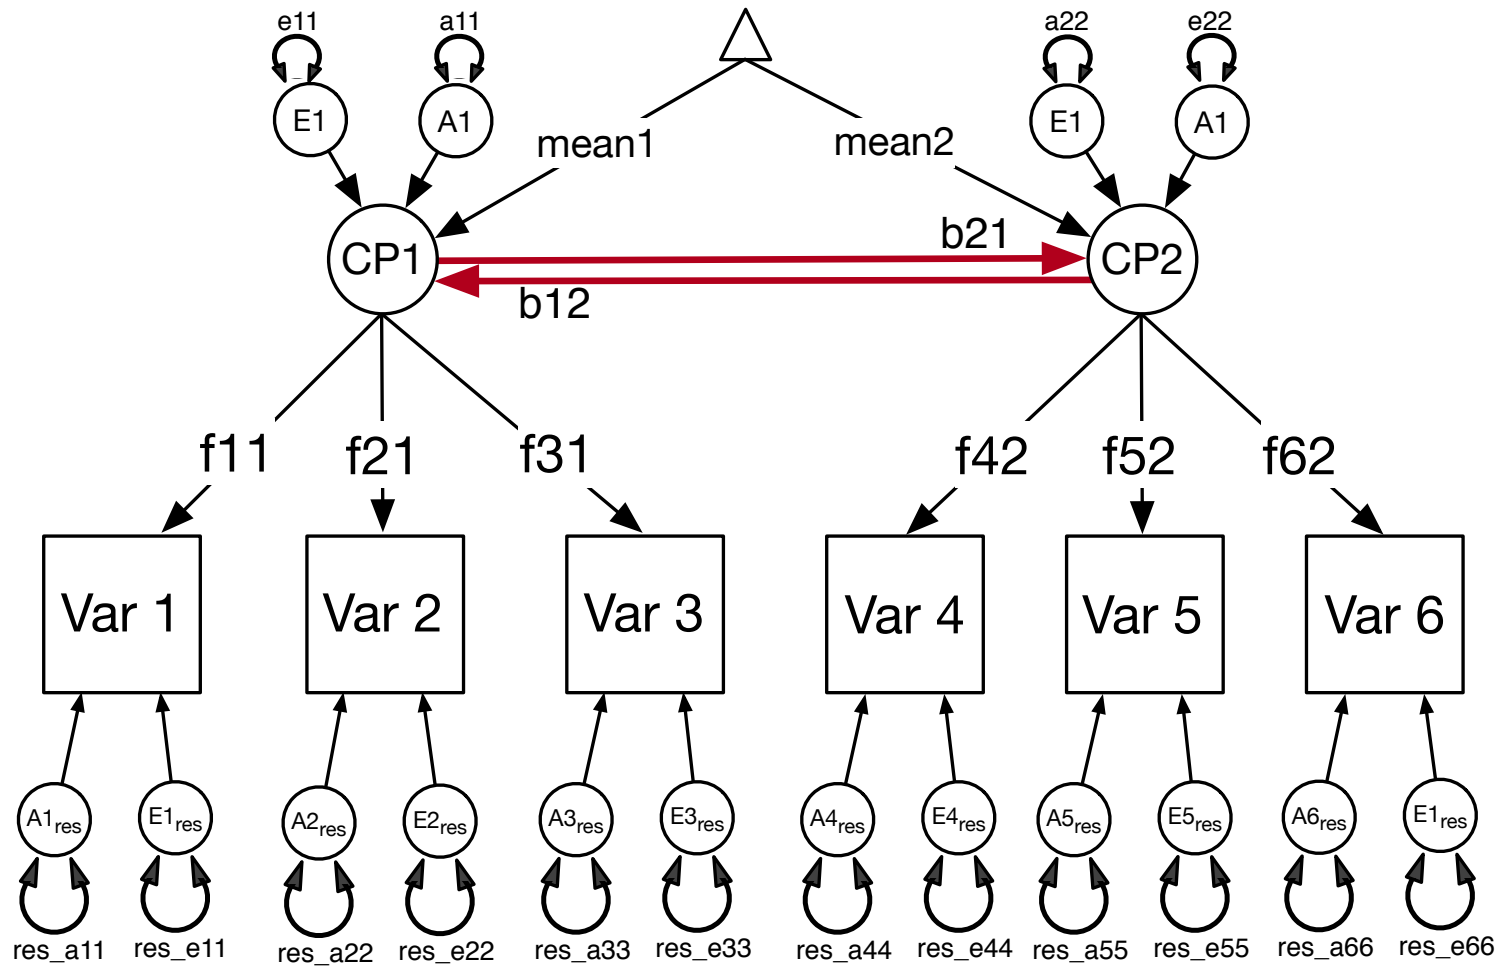 e11
a11
a22
e22
E1
A1
E1
A1
mean1
mean2
CP1
b21
CP2
b12
f11
f21
f31
f42
f52
f62
Var 1
Var 2
Var 3
Var 4
Var 5
Var 6
A1res
E1res
A2res
E2res
A3res
E3res
A4res
E4res
A5res
E5res
A6res
E1res
res_a11
res_e11
res_a22
res_e22
res_a33
res_e33
res_a44
res_e44
res_a55
res_e55
res_a66
res_e66